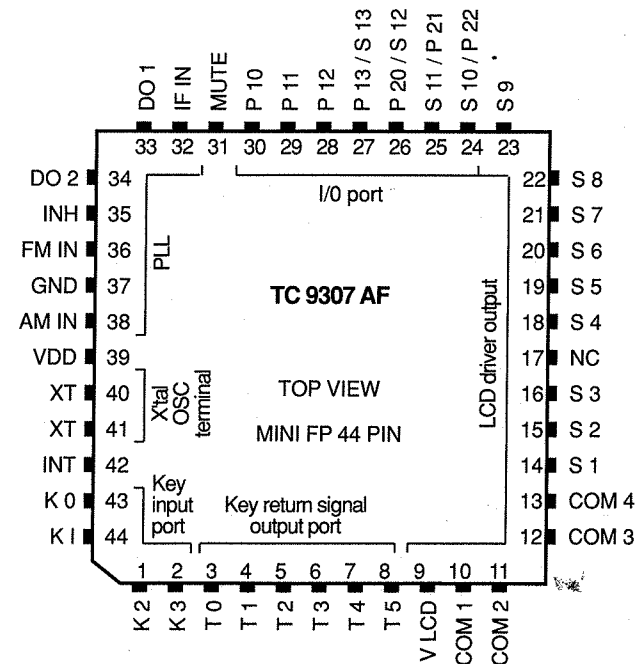 DO 1
IF IN
MUTE
P 10
P 11
P 12
P 13 / S 13
P 20 / S 12
S 11 / P 21
S 10 / P 22
S 9
33 32 31 30 29 28 27 26 25 24 23
DO 2 34
INH 35
FM IN 36
GND 37
AM IN 38
VDD 39
XT 40
XT 41
INT 42
K 0 43
K I 44
PLL
I/0 port
X'tal
OSC
terminal
TC 9307 AF
TOP VIEW
MINI FP 44 PIN
LCD driver output
Key
input
port
Key return signal
output port
22 S 8
21 S 7
20 S 6
19 S 5
18 S 4
17 NC
16 S 3
15 S 2
14 S 1
13 COM 4
12 COM 3
1 2 3 4 5 6 7 8 9 10 11
K 2
K 3
T 0
T 1
T 2
T 3
T 4
T 5
V LCD
COM 1
COM 2